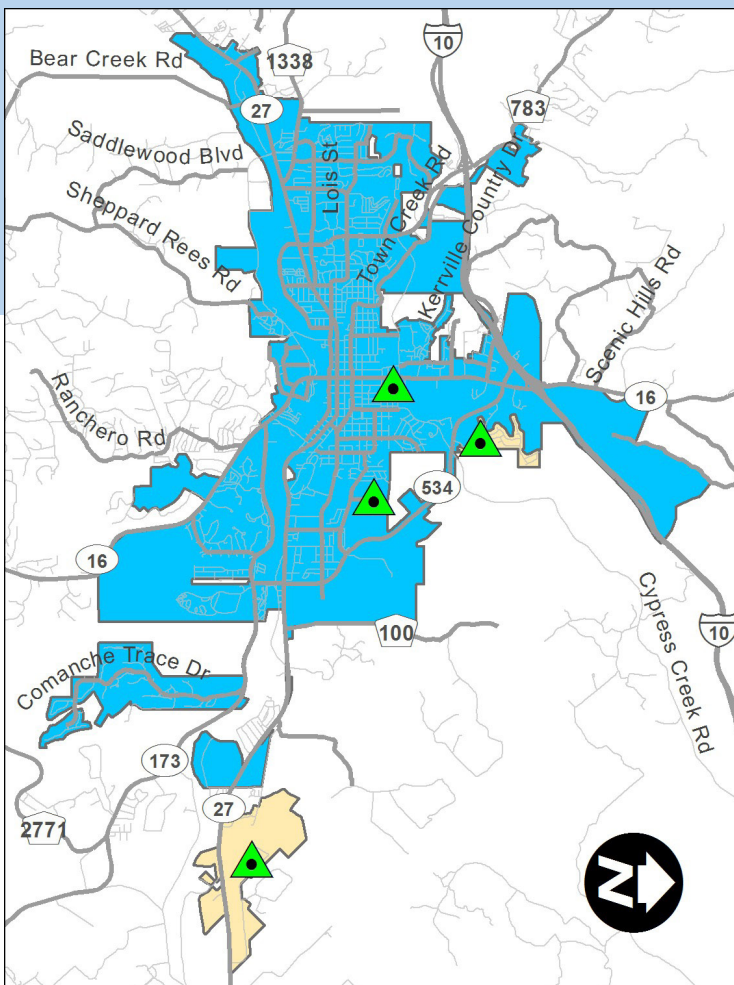 Bear Creek Rd
1338
10
27
783
Saddlewood Blvd
Lois St
Town Creek Rd
Kerrville Country Dr
Sheppard Rees Rd
Scenic Hills Rd
Ranchero Rd
16
534
16
Cypress Creek Rd
100
10
Comanche Trace Dr
173
27
2771
N